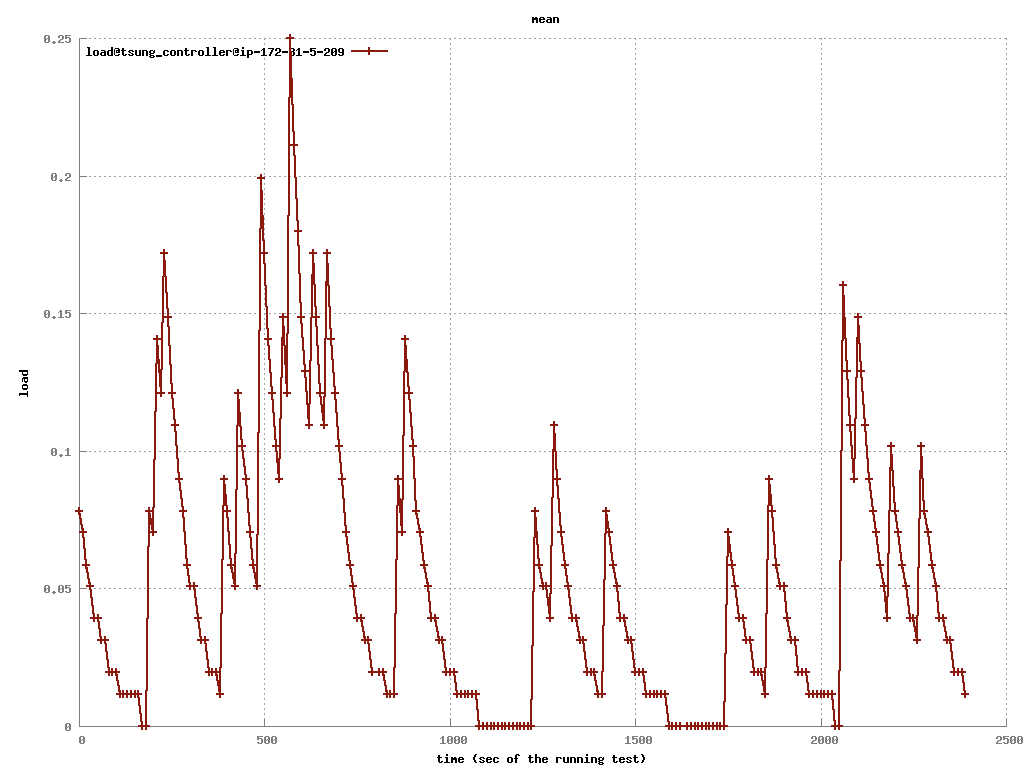 mean
0.25
load@tsung_controller@ip-172-31-5-209
0.2
0.15
0.1
0.05
0
load
0 500 1000 1500 2000 2500
time (sec of the running test)